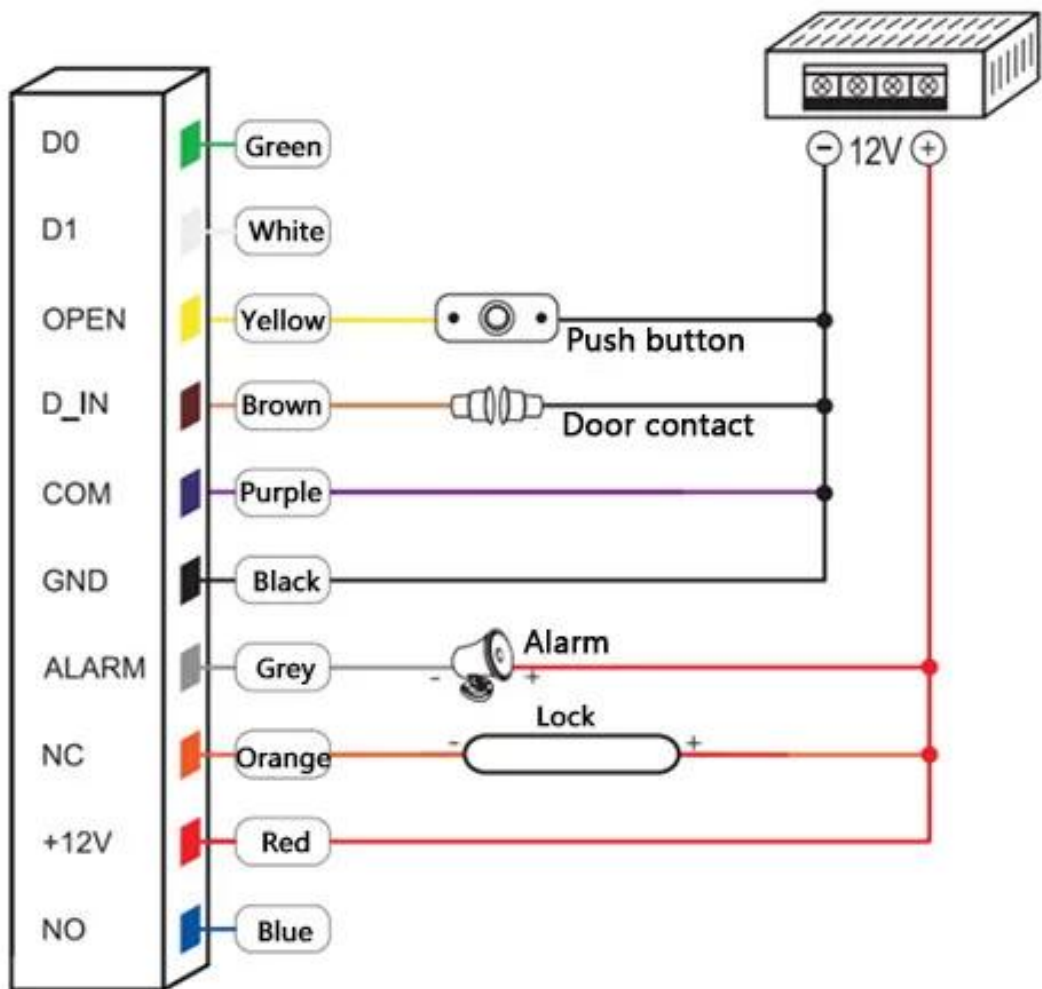 − 12V +
D0 Green
D1 White
OPEN Yellow
Push button
D_IN Brown
Door contact
COM Purple
GND Black
ALARM Grey - + Alarm
Lock
NC Orange - +
+12V Red
NO Blue